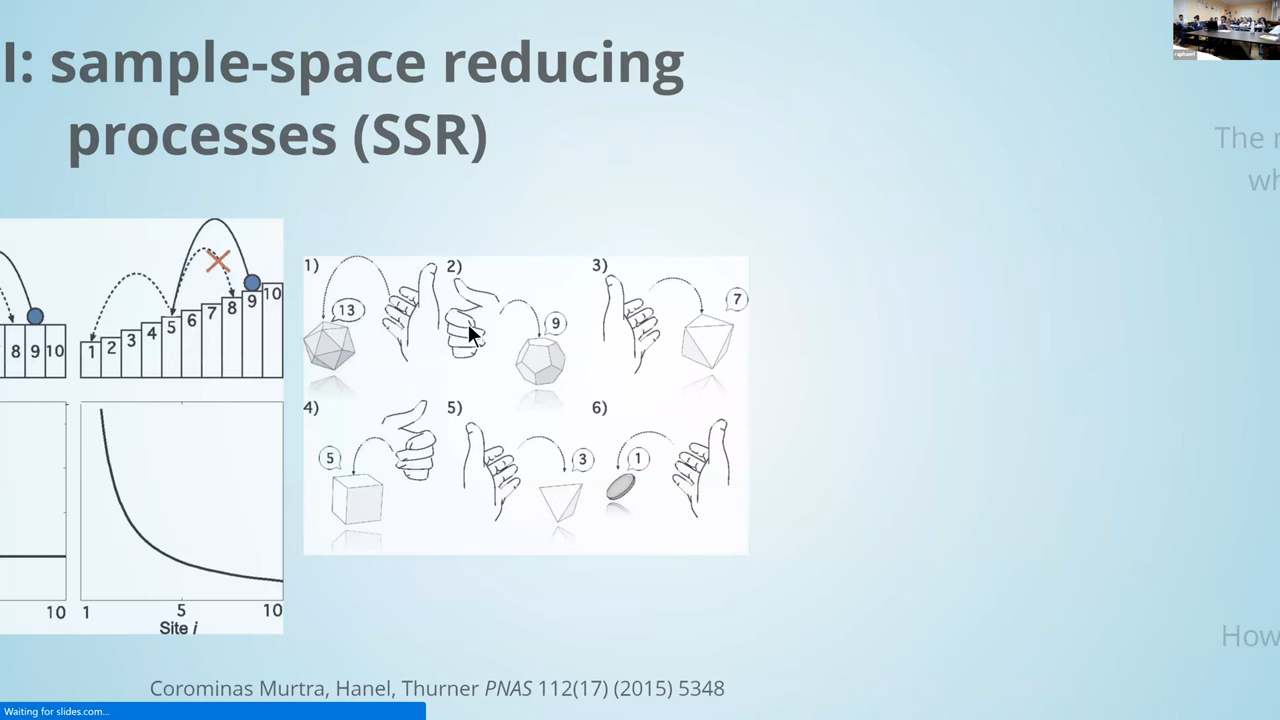 l: sample-space reducing
processes (SSR)
The
wh
8 9 10
1 2 3 4 5 6 7 8 9 10
10
1 5 10
Site i
1) 13
2) 9
3) 7
4) 5
5) 3
6) 1
How
Corominas Murtra, Hanel, Thurner PNAS 112(17) (2015) 5348
Waiting for slides.com...